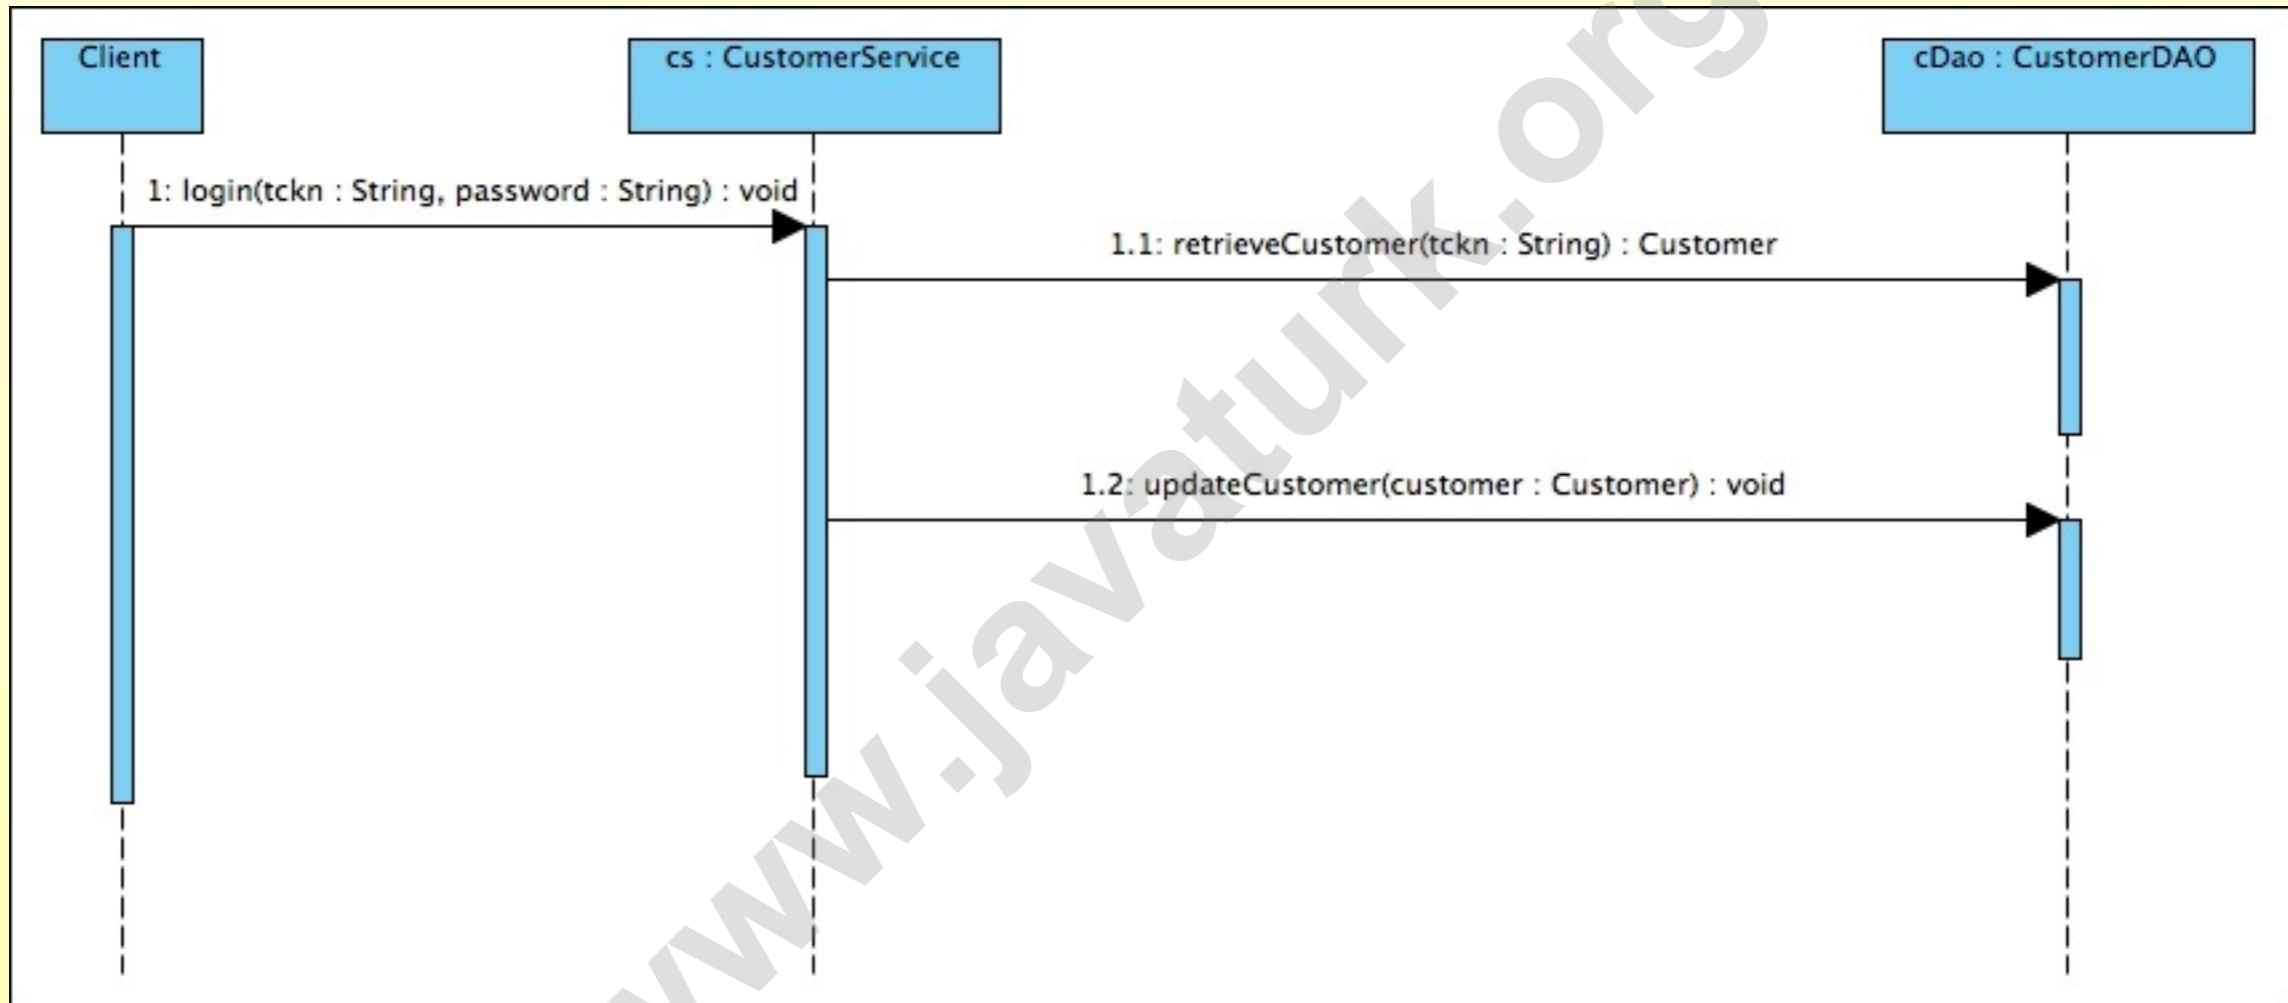 Client
cs : CustomerService
cDao : CustomerDAO
1: login(tckn : String, password : String) : void
1.1: retrieveCustomer(tckn : String) : Customer
1.2: updateCustomer(customer : Customer) : void
www.javaturk.org